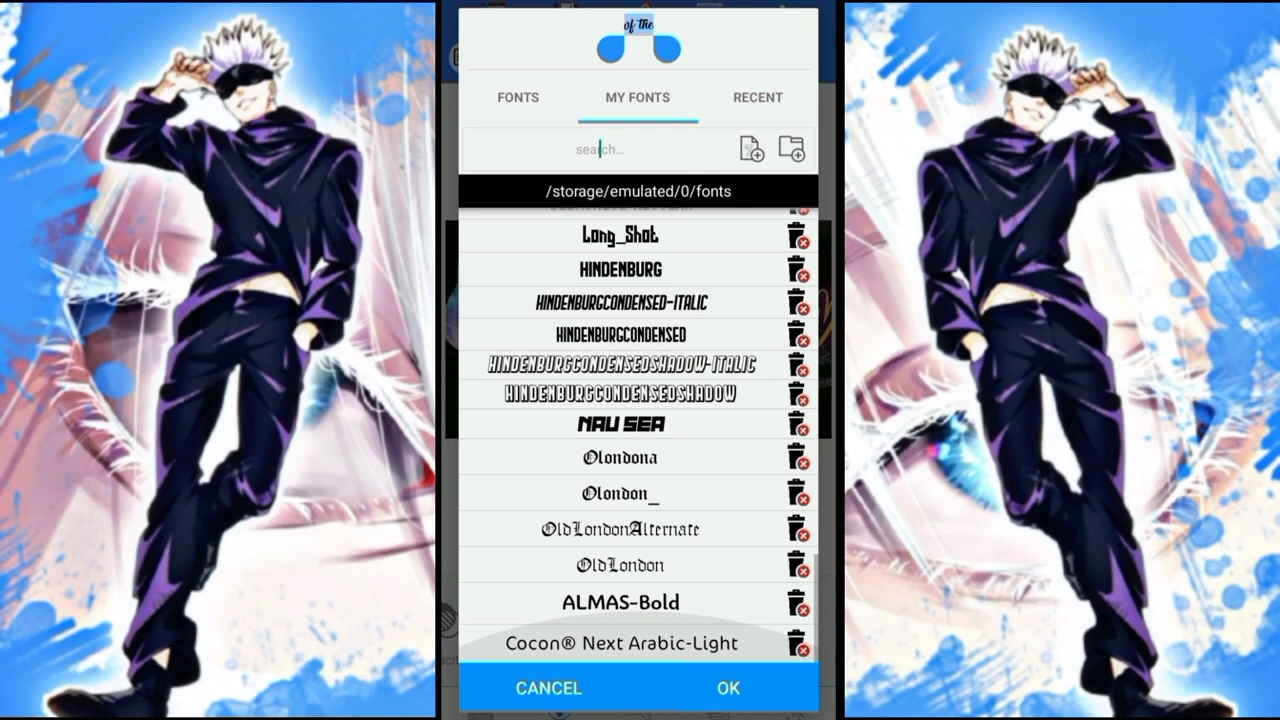 of the
FONTS
MY FONTS
RECENT
search...
/storage/emulated/0/fonts
Long_Shot
HINDENBURG
HINDENBURGCONDENSED-ITALIC
HINDENBURGCONDENSED
HINDENBURGCONDENSEDSHADOW-ITALIC
HINDENBURGCONDENSEDSHADOW
NAU SEA
Olondona
Olondon_
OldLondonAlternate
OldLondon
ALMAS-Bold
Cocon® Next Arabic-Light
CANCEL
OK